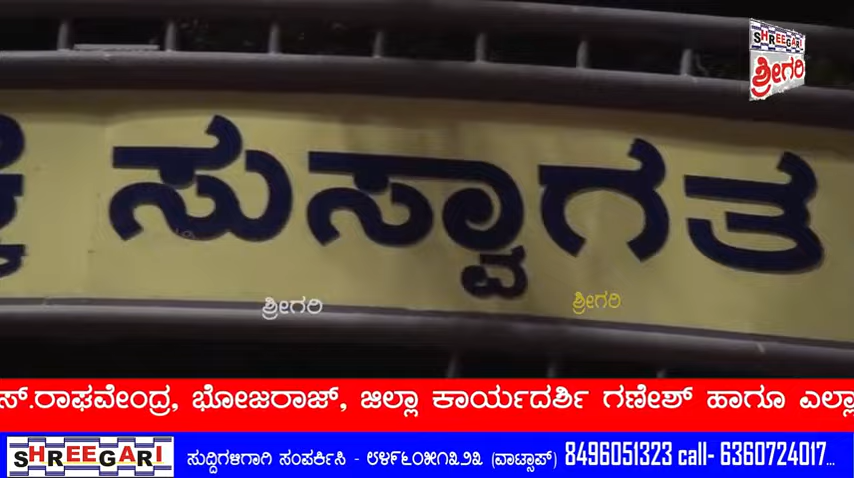 SHREEGARI
ಶ್ರೀಗರಿ
ಸುಸ್ವಾಗತ
ಶ್ರೀಗರಿ ಶ್ರೀಗರಿ
ಸ್.ರಾಘವೇಂದ್ರ, ಭೋಜರಾಜ್, ಜಿಲ್ಲಾ ಕಾರ್ಯದರ್ಶಿ ಗಣೇಶ್ ಹಾಗೂ ಎಲ್ಲಾ
SHREEGARI ಸುದ್ದಿಗಳಿಗಾಗಿ ಸಂಪರ್ಕಿಸಿ - ೮೪೯೬೦೫೧೩೨೩ (ವಾಟ್ಸಾಪ್) 8496051323 call- 6360724017...